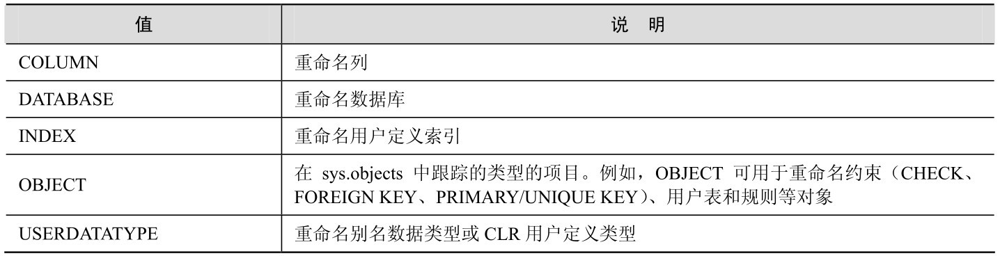 值 说 明
COLUMN 重命名列
DATABASE 重命名数据库
INDEX 重命名用户定义索引
OBJECT 在 sys.objects 中跟踪的类型的项目。例如，OBJECT 可用于重命名约束（CHECK、
FOREIGN KEY、PRIMARY/UNIQUE KEY）、用户表和规则等对象
USERDATATYPE 重命名别名数据类型或 CLR 用户定义类型